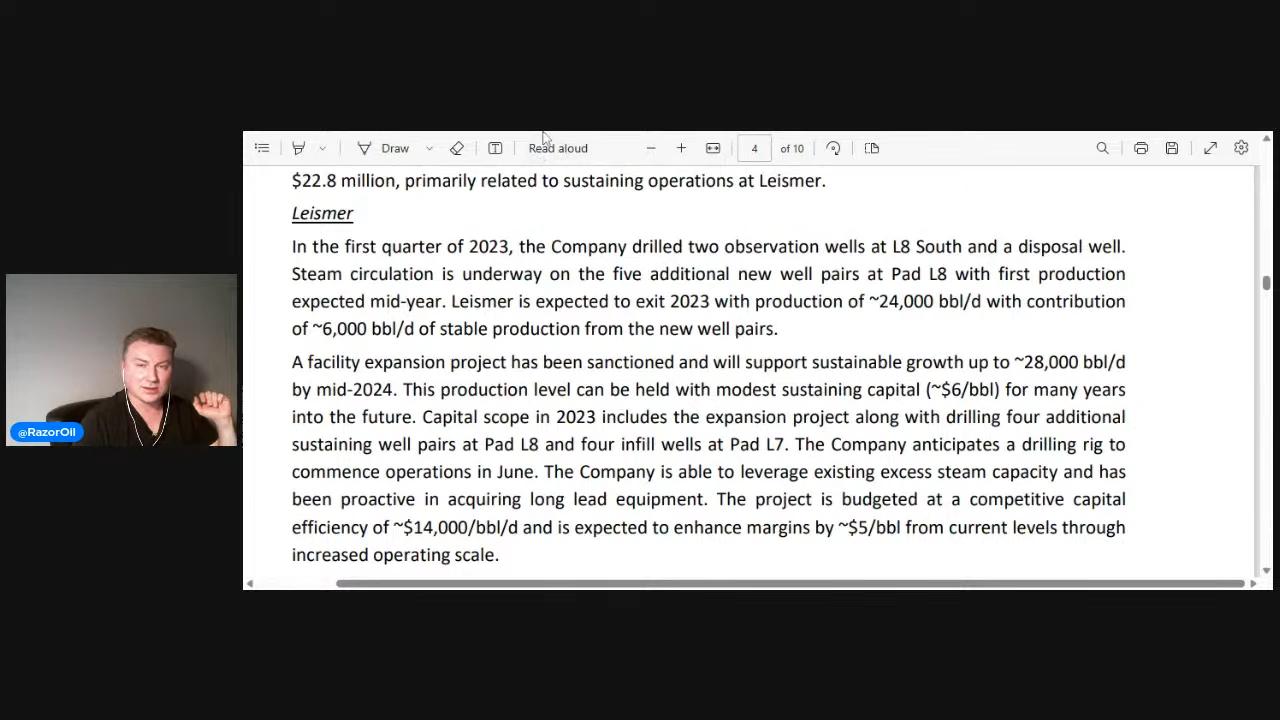 Draw
Read aloud
4
of 10
$22.8 million, primarily related to sustaining operations at Leismer.
Leismer
In the first quarter of 2023, the Company drilled two observation wells at L8 South and a disposal well.
Steam circulation is underway on the five additional new well pairs at Pad L8 with first production
expected mid-year. Leismer is expected to exit 2023 with production of ~24,000 bbl/d with contribution
of ~6,000 bbl/d of stable production from the new well pairs.
A facility expansion project has been sanctioned and will support sustainable growth up to ~28,000 bbl/d
by mid-2024. This production level can be held with modest sustaining capital (~$6/bbl) for many years
into the future. Capital scope in 2023 includes the expansion project along with drilling four additional
sustaining well pairs at Pad L8 and four infill wells at Pad L7. The Company anticipates a drilling rig to
commence operations in June. The Company is able to leverage existing excess steam capacity and has
been proactive in acquiring long lead equipment. The project is budgeted at a competitive capital
efficiency of ~$14,000/bbl/d and is expected to enhance margins by ~$5/bbl from current levels through
increased operating scale.
@RazorOil